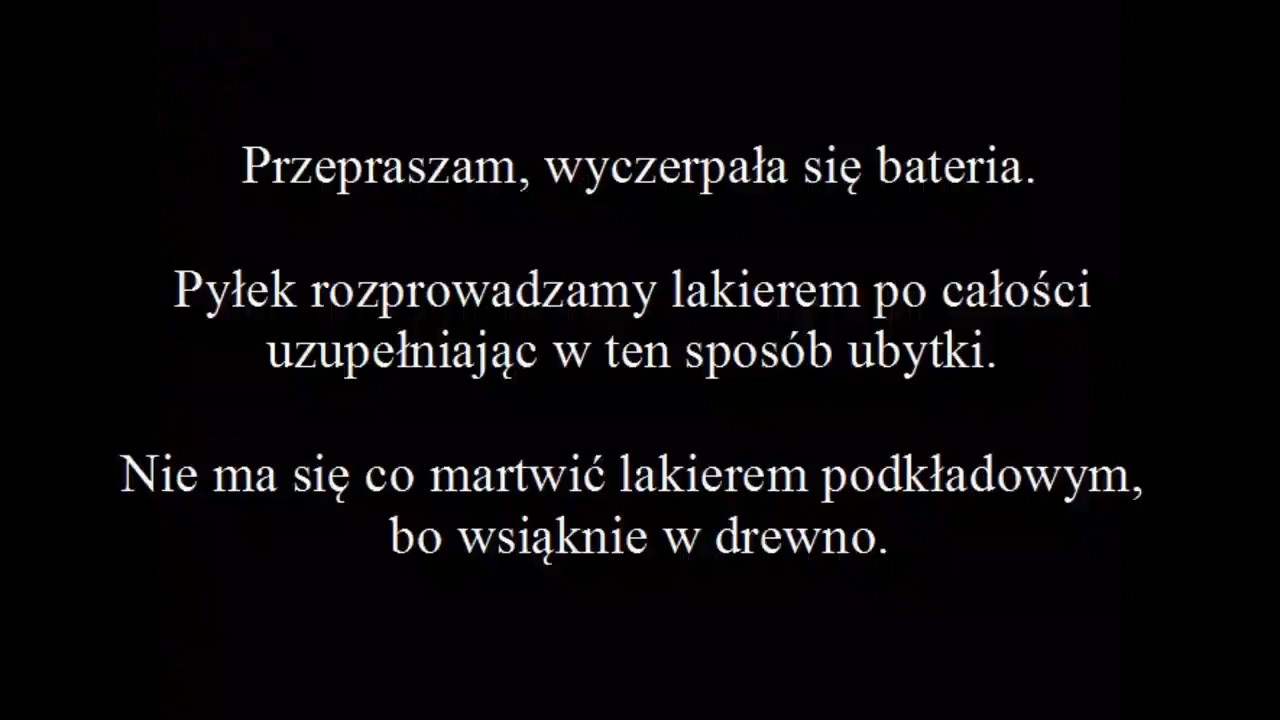 Przepraszam, wyczerpała się bateria.
Pyłek rozprowadzamy lakierem po całości
uzupełniając w ten sposób ubytki.
Nie ma się co martwić lakierem podkładowym,
bo wsiąknie w drewno.